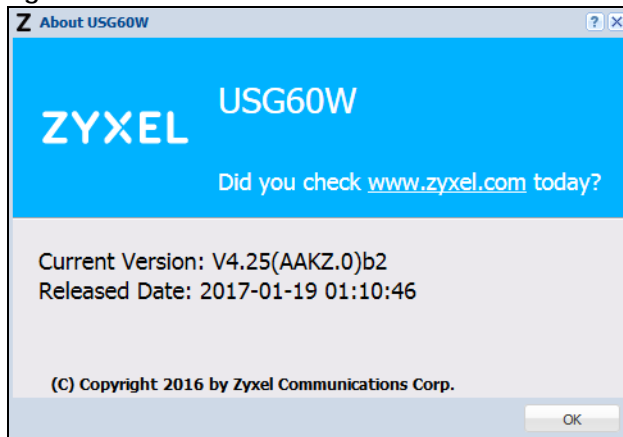 Z About USG60W
? X
ZYXEL
USG60W
Did you check www.zyxel.com today?
Current Version: V4.25(AAKZ.0)b2
Released Date: 2017-01-19 01:10:46
(C) Copyright 2016 by Zyxel Communications Corp.
OK